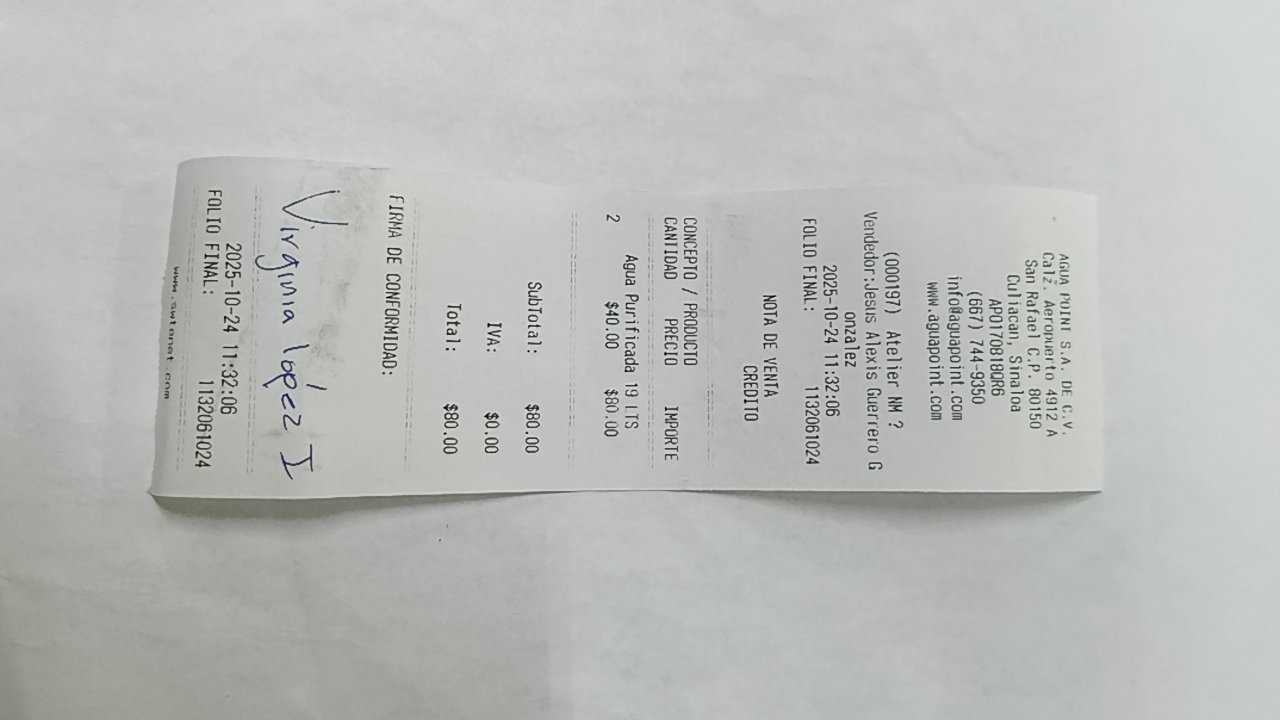 AGUA POINT S.A. DE C.V.
Calz. Aeropuerto 4912 A
San Rafael C.P. 80150
Culiacan, Sinaloa
APO170818QR6
(667) 744-9350
info@aguapoint.com
www.aguapoint.com
(000197) Atelier NM ?
Vendedor:Jesus Alexis Guerrero G
onzalez
2025-10-24 11:32:06
FOLIO FINAL: 1132061024
NOTA DE VENTA
CREDITO
CONCEPTO / PRODUCTO
CANTIDAD PRECIO IMPORTE
Agua Purificada 19 LTS
2 $40.00 $80.00
SubTotal: $80.00
IVA: $0.00
Total: $80.00
FIRMA DE CONFORMIDAD:
Virginia lopéz I
2025-10-24 11:32:06
FOLIO FINAL: 1132061024
www.awtonet.com